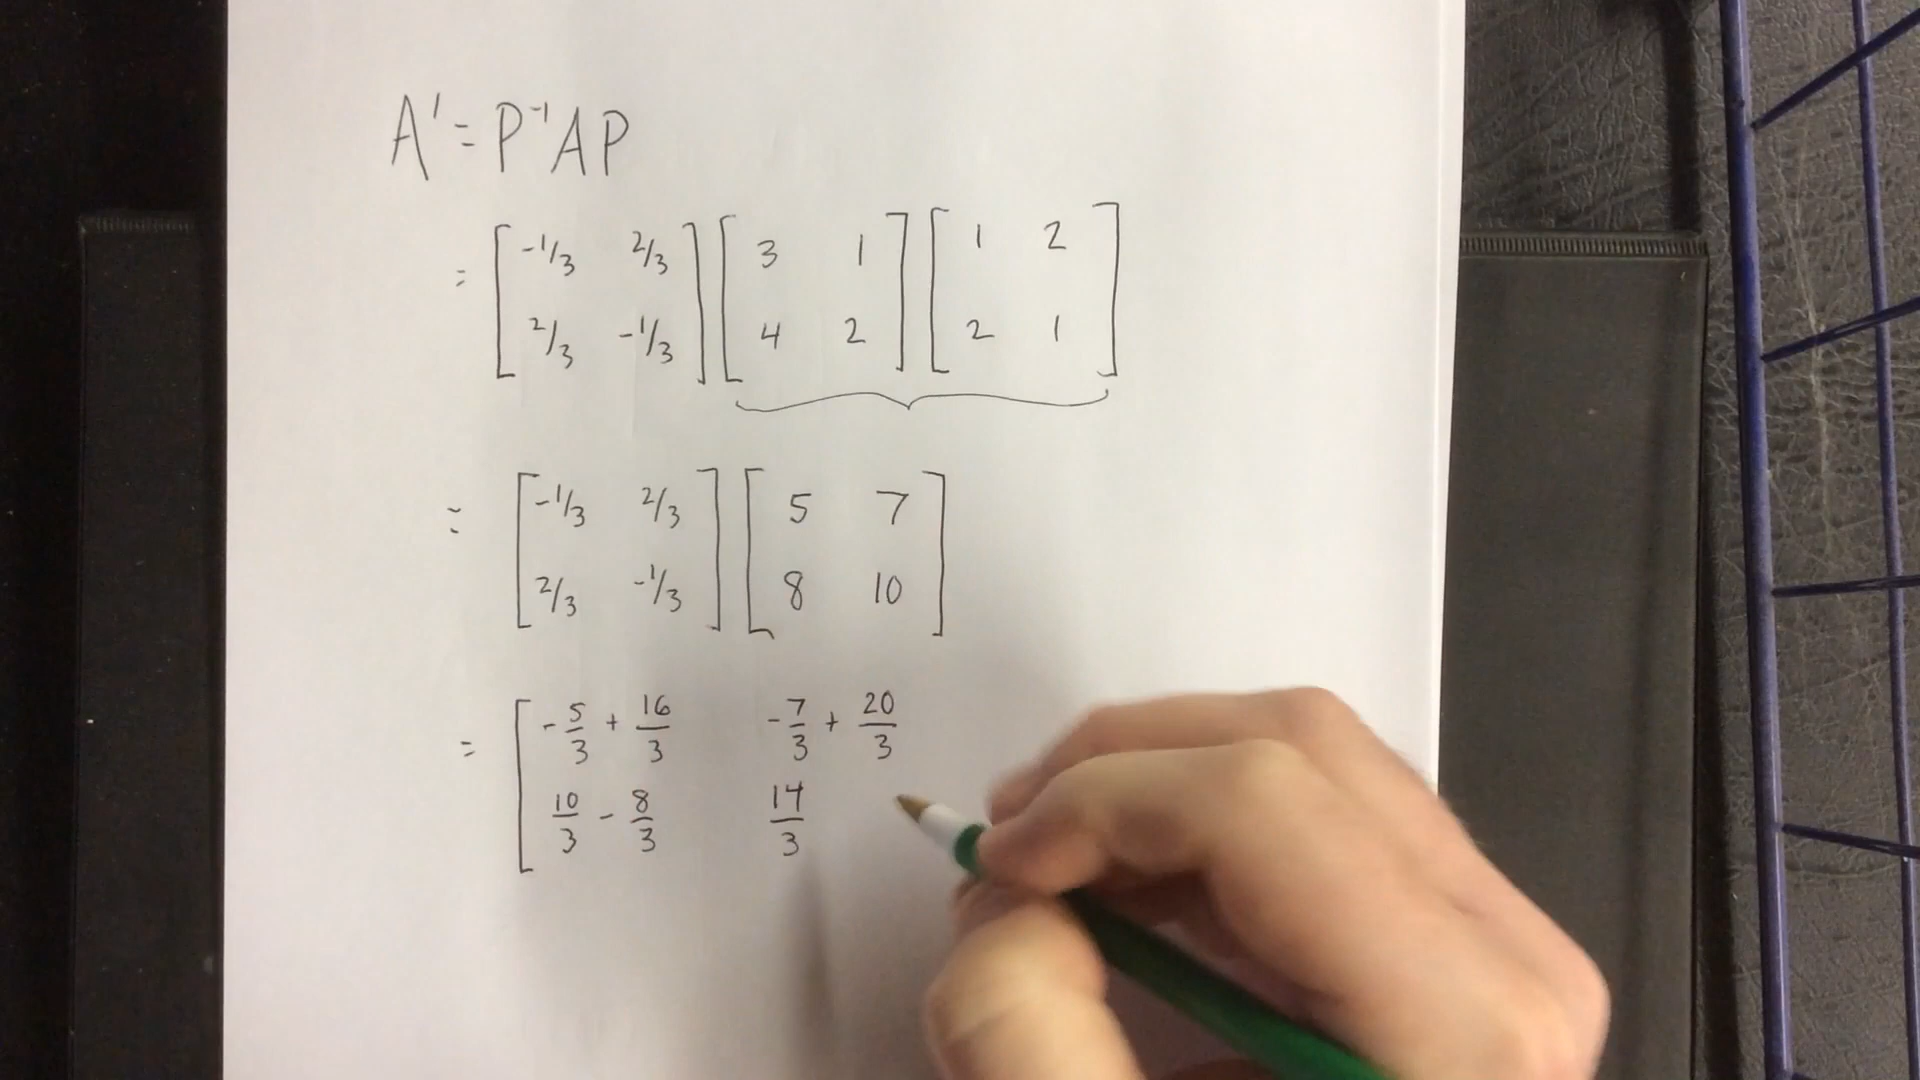 A' = P⁻¹AP
= [ -1/3 2/3 ] [ 3 1 ] [ 1 2 ]
[ 2/3 -1/3 ] [ 4 2 ] [ 2 1 ]
= [ -1/3 2/3 ] [ 5 7 ]
[ 2/3 -1/3 ] [ 8 10 ]
= [ -5/3 + 16/3 -7/3 + 20/3
10/3 - 8/3 14/3